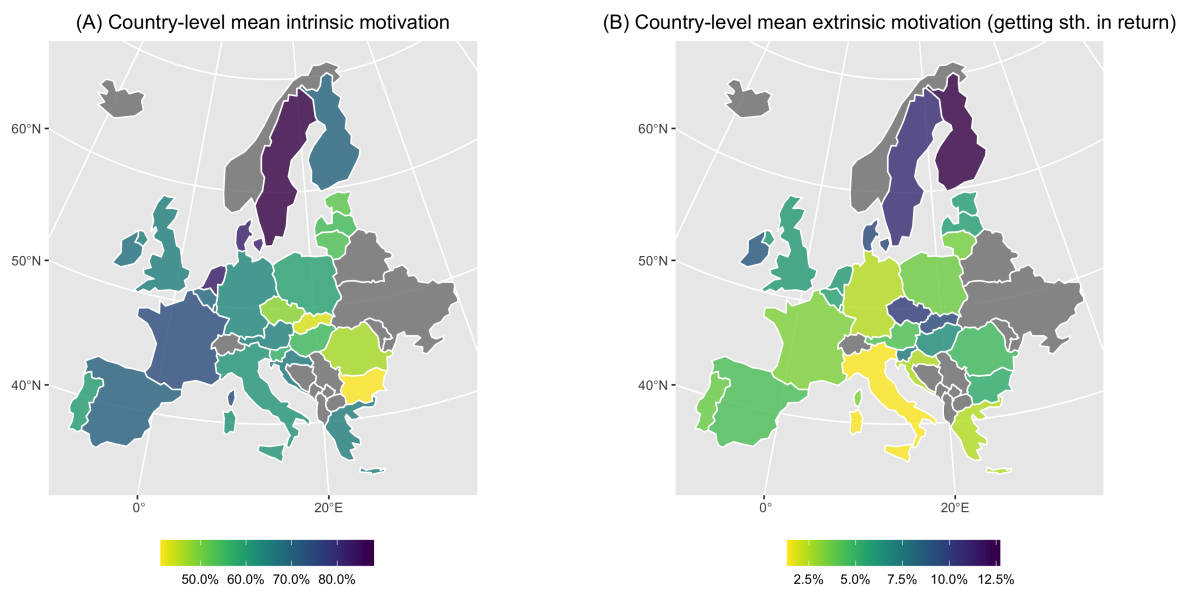 (A) Country-level mean intrinsic motivation
(B) Country-level mean extrinsic motivation (getting sth. in return)
60°N
50°N
40°N
0°
20°E
60°N
50°N
40°N
0°
20°E
50.0% 60.0% 70.0% 80.0%
2.5% 5.0% 7.5% 10.0% 12.5%